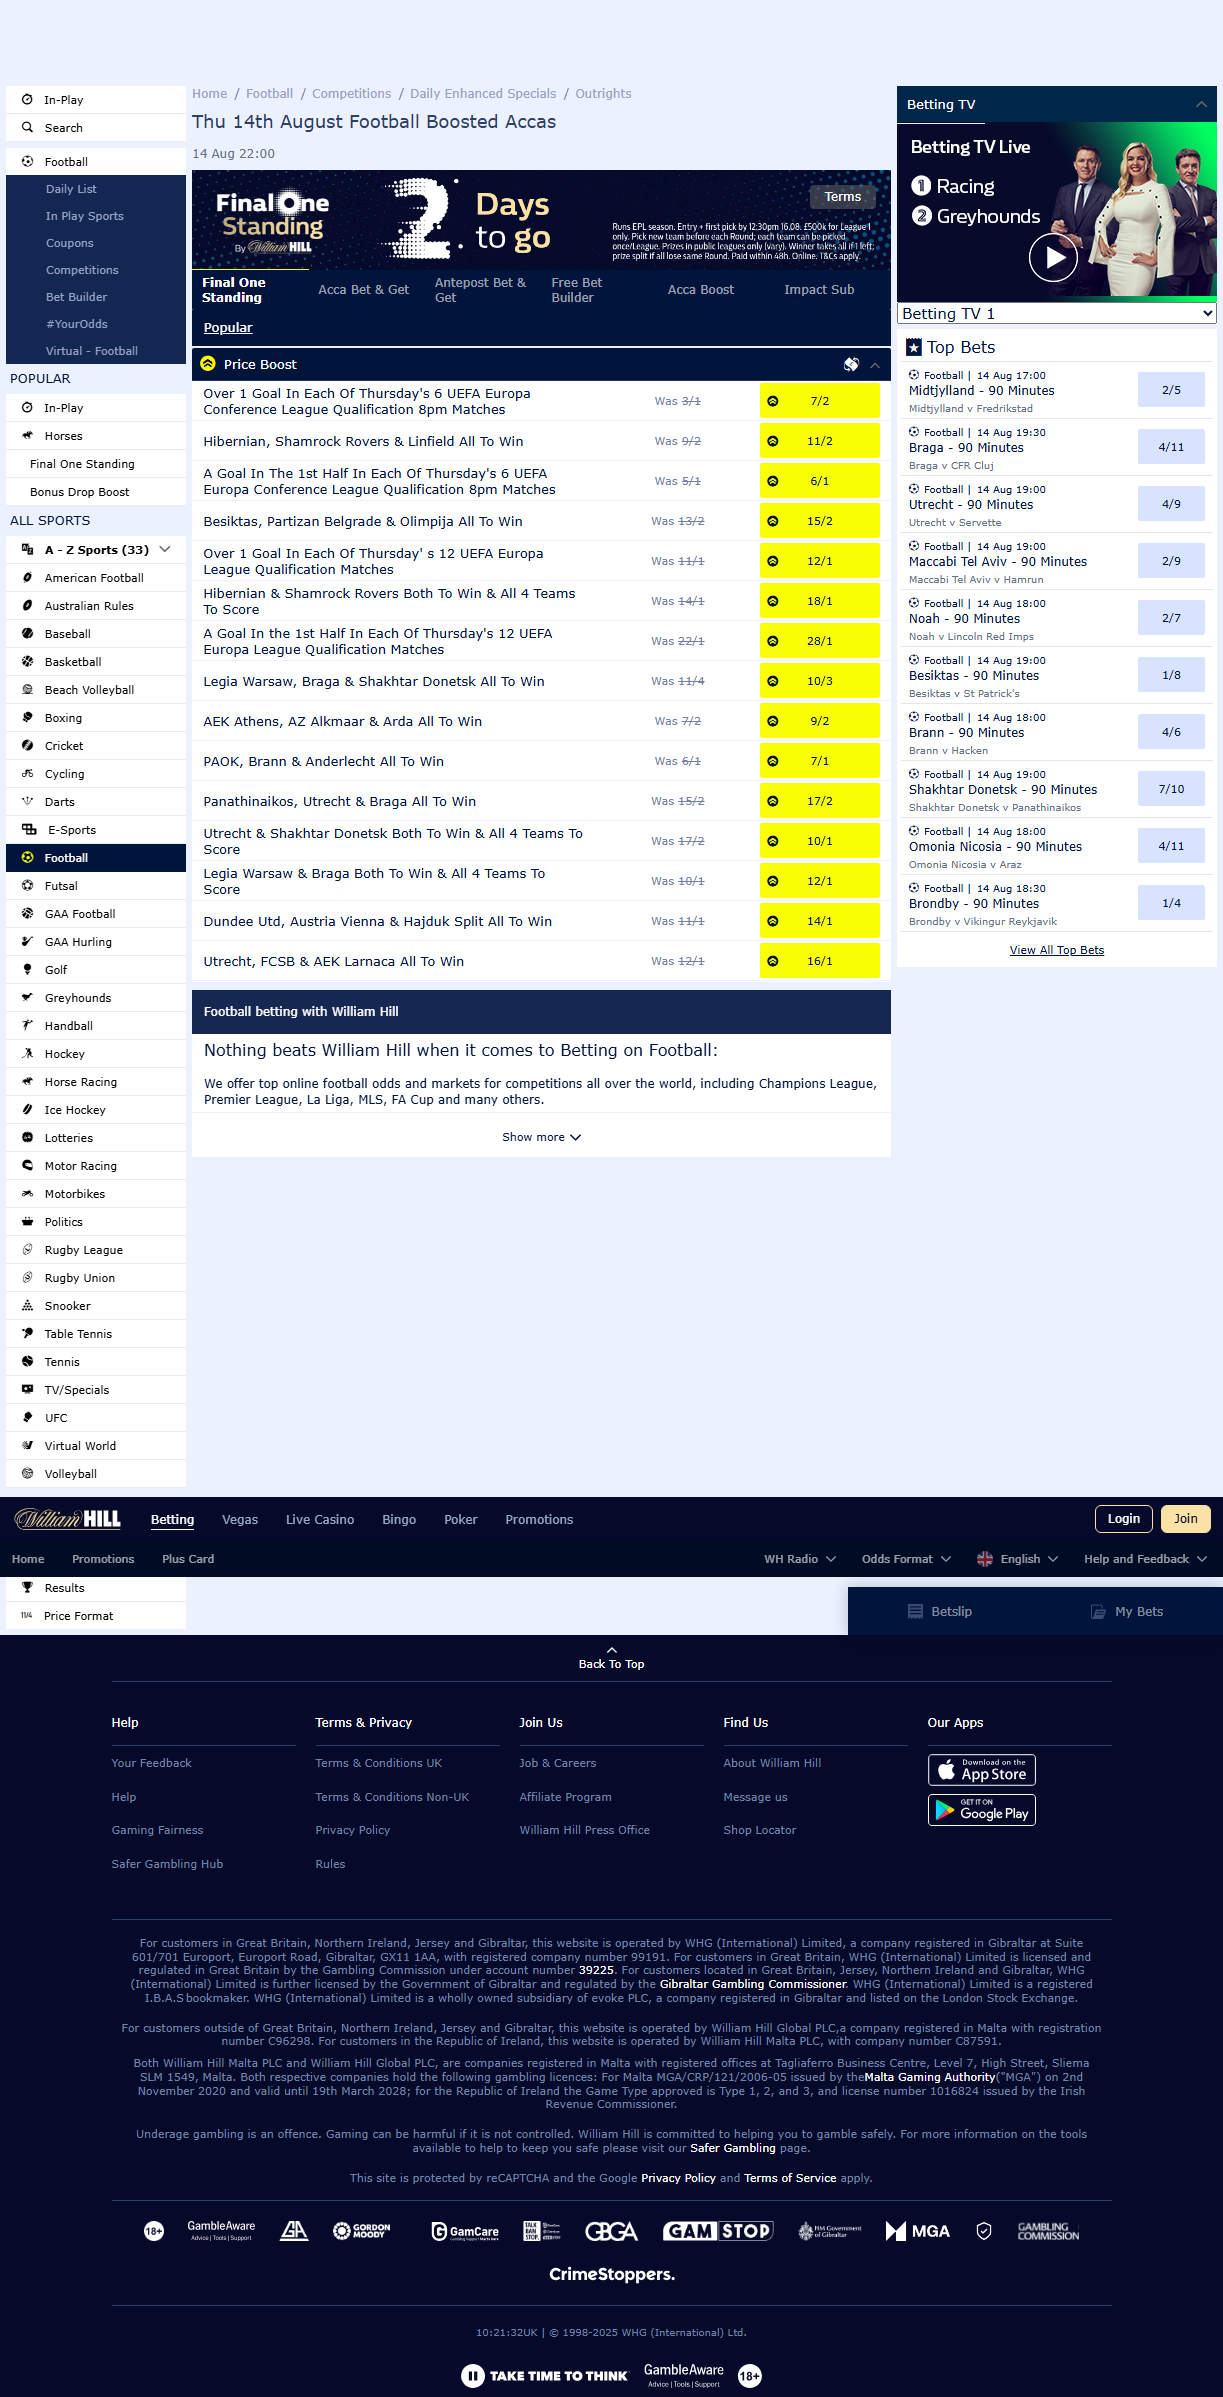 In-Play
Search
Football
Daily List
In Play Sports
Coupons
Competitions
Bet Builder
#YourOdds
Virtual - Football
POPULAR
In-Play
Horses
Final One Standing
Bonus Drop Boost
ALL SPORTS
A - Z Sports (33)
American Football
Australian Rules
Baseball
Basketball
Beach Volleyball
Boxing
Cricket
Cycling
Darts
E-Sports
Football
Futsal
GAA Football
GAA Hurling
Golf
Greyhounds
Handball
Hockey
Horse Racing
Ice Hockey
Lotteries
Motor Racing
Motorbikes
Politics
Rugby League
Rugby Union
Snooker
Table Tennis
Tennis
TV/Specials
UFC
Virtual World
Volleyball
Home / Football / Competitions / Daily Enhanced Specials / Outrights
Thu 14th August Football Boosted Accas
14 Aug 22:00
Final One
Standing
By William HILL
2 Days
to go
Terms
Runs EPL season. Entry + first pick by 12:30pm 16.08. £500k for League 1
only. Pick new team before each Round; each team can be picked
once/League. Prizes in public leagues only (vary). Winner takes all if 1 left;
prize split if all lose same Round. Paid within 48h. Online. T&Cs apply.
Final One
Standing
Acca Bet & Get
Antepost Bet &
Get
Free Bet
Builder
Acca Boost
Impact Sub
Popular
Price Boost
Over 1 Goal In Each Of Thursday's 6 UEFA Europa
Conference League Qualification 8pm Matches
Was 3/1
7/2
Hibernian, Shamrock Rovers & Linfield All To Win
Was 9/2
11/2
A Goal In The 1st Half In Each Of Thursday's 6 UEFA
Europa Conference League Qualification 8pm Matches
Was 5/1
6/1
Besiktas, Partizan Belgrade & Olimpija All To Win
Was 13/2
15/2
Over 1 Goal In Each Of Thursday' s 12 UEFA Europa
League Qualification Matches
Was 11/1
12/1
Hibernian & Shamrock Rovers Both To Win & All 4 Teams
To Score
Was 14/1
18/1
A Goal In the 1st Half In Each Of Thursday's 12 UEFA
Europa League Qualification Matches
Was 22/1
28/1
Legia Warsaw, Braga & Shakhtar Donetsk All To Win
Was 11/4
10/3
AEK Athens, AZ Alkmaar & Arda All To Win
Was 7/2
9/2
PAOK, Brann & Anderlecht All To Win
Was 6/1
7/1
Panathinaikos, Utrecht & Braga All To Win
Was 15/2
17/2
Utrecht & Shakhtar Donetsk Both To Win & All 4 Teams To
Score
Was 17/2
10/1
Legia Warsaw & Braga Both To Win & All 4 Teams To
Score
Was 10/1
12/1
Dundee Utd, Austria Vienna & Hajduk Split All To Win
Was 11/1
14/1
Utrecht, FCSB & AEK Larnaca All To Win
Was 12/1
16/1
Football betting with William Hill
Nothing beats William Hill when it comes to Betting on Football:
We offer top online football odds and markets for competitions all over the world, including Champions League,
Premier League, La Liga, MLS, FA Cup and many others.
Show more
Betting TV
Betting TV Live
1 Racing
2 Greyhounds
Betting TV 1
Top Bets
Football | 14 Aug 17:00
Midtjylland - 90 Minutes
Midtjylland v Fredrikstad
2/5
Football | 14 Aug 19:30
Braga - 90 Minutes
Braga v CFR Cluj
4/11
Football | 14 Aug 19:00
Utrecht - 90 Minutes
Utrecht v Servette
4/9
Football | 14 Aug 19:00
Maccabi Tel Aviv - 90 Minutes
Maccabi Tel Aviv v Hamrun
2/9
Football | 14 Aug 18:00
Noah - 90 Minutes
Noah v Lincoln Red Imps
2/7
Football | 14 Aug 19:00
Besiktas - 90 Minutes
Besiktas v St Patrick's
1/8
Football | 14 Aug 18:00
Brann - 90 Minutes
Brann v Hacken
4/6
Football | 14 Aug 19:00
Shakhtar Donetsk - 90 Minutes
Shakhtar Donetsk v Panathinaikos
7/10
Football | 14 Aug 18:00
Omonia Nicosia - 90 Minutes
Omonia Nicosia v Araz
4/11
Football | 14 Aug 18:30
Brondby - 90 Minutes
Brondby v Vikingur Reykjavik
1/4
View All Top Bets
William HILL
Betting
Vegas
Live Casino
Bingo
Poker
Promotions
Login
Join
Home
Promotions
Plus Card
WH Radio
Odds Format
English
Help and Feedback
Results
11/4 Price Format
Betslip
My Bets
Back To Top
Help
Your Feedback
Help
Gaming Fairness
Safer Gambling Hub
Terms & Privacy
Terms & Conditions UK
Terms & Conditions Non-UK
Privacy Policy
Rules
Join Us
Job & Careers
Affiliate Program
William Hill Press Office
Find Us
About William Hill
Message us
Shop Locator
Our Apps
Download on the
App Store
GET IT ON
Google Play
For customers in Great Britain, Northern Ireland, Jersey and Gibraltar, this website is operated by WHG (International) Limited, a company registered in Gibraltar at Suite
601/701 Europort, Europort Road, Gibraltar, GX11 1AA, with registered company number 99191. For customers in Great Britain, WHG (International) Limited is licensed and
regulated in Great Britain by the Gambling Commission under account number 39225. For customers located in Great Britain, Jersey, Northern Ireland and Gibraltar, WHG
(International) Limited is further licensed by the Government of Gibraltar and regulated by the Gibraltar Gambling Commissioner. WHG (International) Limited is a registered
I.B.A.S bookmaker. WHG (International) Limited is a wholly owned subsidiary of evoke PLC, a company registered in Gibraltar and listed on the London Stock Exchange.
For customers outside of Great Britain, Northern Ireland, Jersey and Gibraltar, this website is operated by William Hill Global PLC,a company registered in Malta with registration
number C96298. For customers in the Republic of Ireland, this website is operated by William Hill Malta PLC, with company number C87591.
Both William Hill Malta PLC and William Hill Global PLC, are companies registered in Malta with registered offices at Tagliaferro Business Centre, Level 7, High Street, Sliema
SLM 1549, Malta. Both respective companies hold the following gambling licences: For Malta MGA/CRP/121/2006-05 issued by theMalta Gaming Authority("MGA") on 2nd
November 2020 and valid until 19th March 2028; for the Republic of Ireland the Game Type approved is Type 1, 2, and 3, and license number 1016824 issued by the Irish
Revenue Commissioner.
Underage gambling is an offence. Gaming can be harmful if it is not controlled. William Hill is committed to helping you to gamble safely. For more information on the tools
available to help to keep you safe please visit our Safer Gambling page.
This site is protected by reCAPTCHA and the Google Privacy Policy and Terms of Service apply.
18+
GambleAware
Advice | Tools | Support
GA
GORDON
MOODY
GamCare
TALK
BAN
STOP
GBGA
GAMSTOP
HM Government
of Gibraltar
MGA
GAMBLING
COMMISSION
CrimeStoppers.
10:21:32UK | © 1998-2025 WHG (International) Ltd.
TAKE TIME TO THINK
GambleAware
Advice | Tools | Support
18+